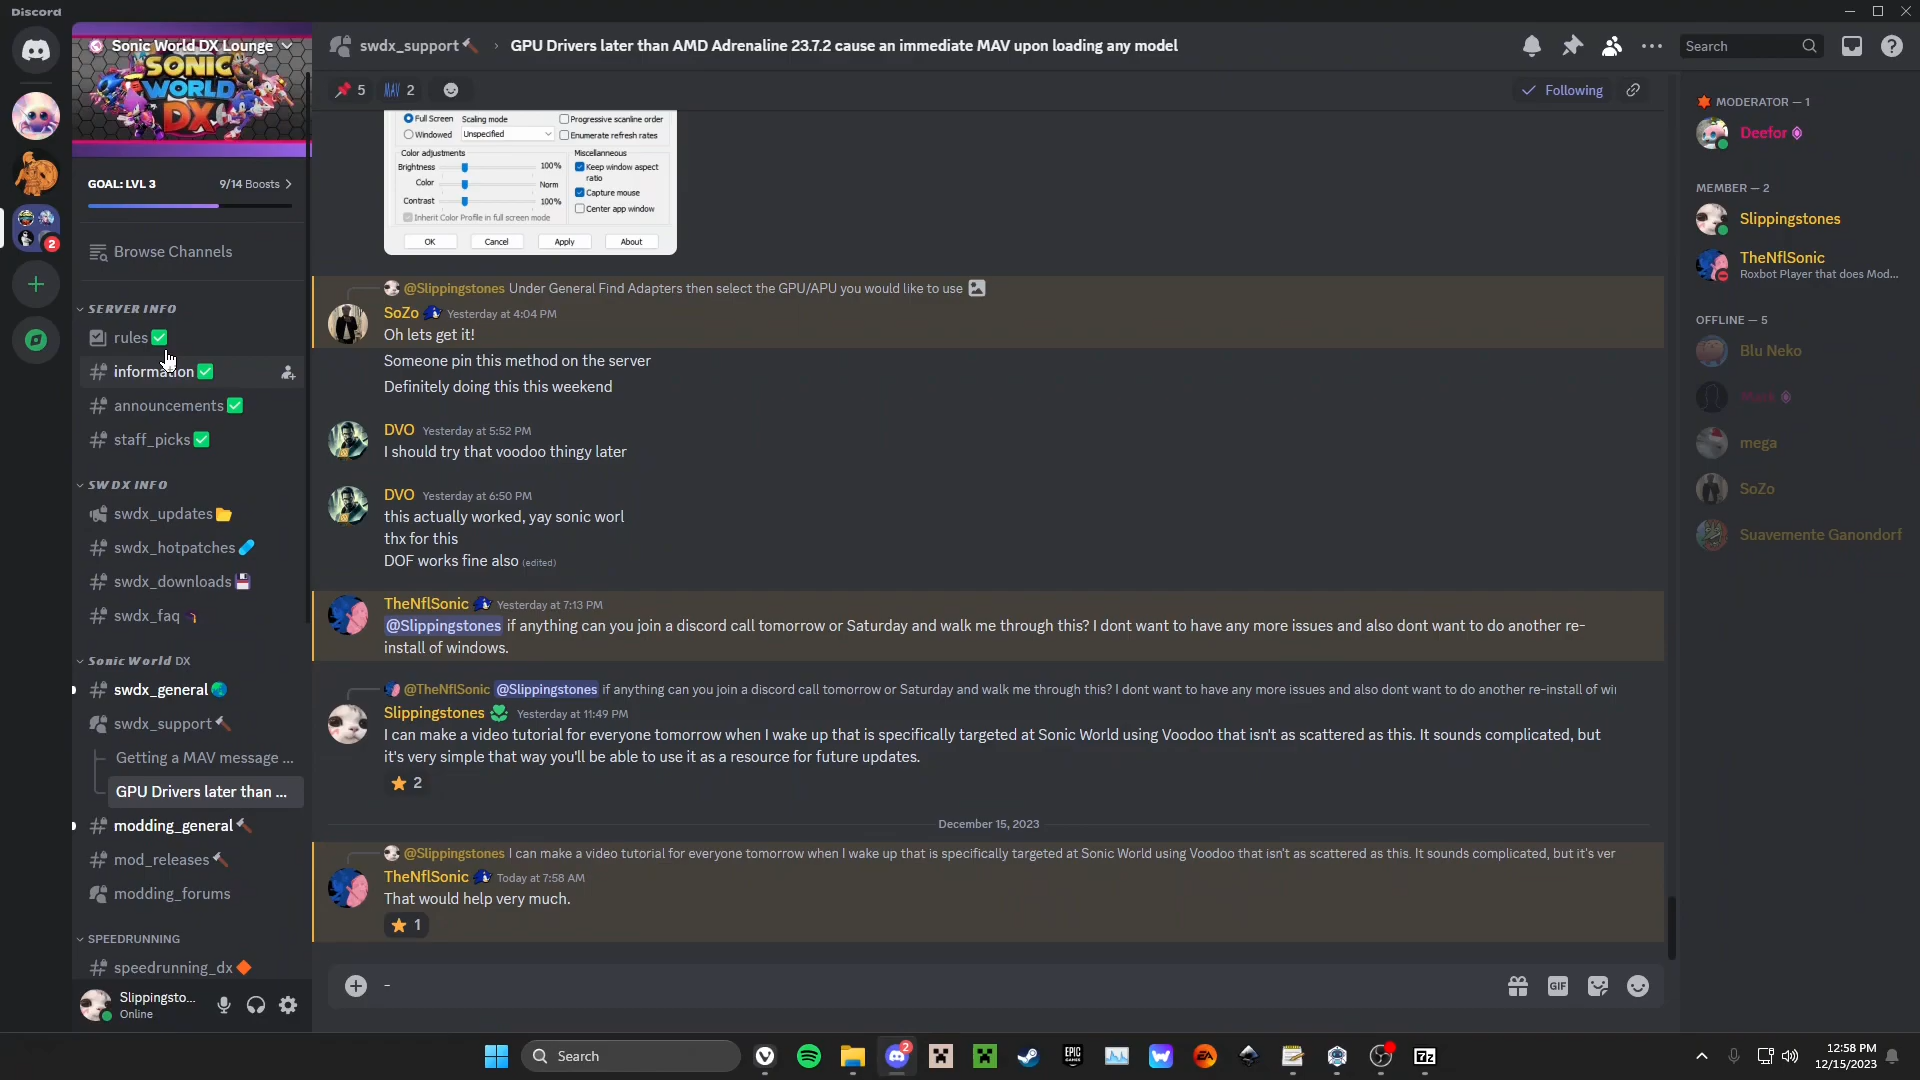 Discord
Sonic World DX Lounge
SONIC
WORLD
DX
GOAL: LVL 3 9/14 Boosts
Browse Channels
SERVER INFO
rules
information
announcements
staff_picks
SW DX INFO
swdx_updates
swdx_hotpatches
swdx_downloads
swdx_faq
Sonic World DX
swdx_general
swdx_support
Getting a MAV message ...
GPU Drivers later than ...
modding_general
mod_releases
modding_forums
SPEEDRUNNING
speedrunning_dx
Slippingsto...
Online
swdx_support GPU Drivers later than AMD Adrenaline 23.7.2 cause an immediate MAV upon loading any model
Search
5 MAV 2
Following
Full Screen Scaling mode Progressive scanline order
Windowed Unspecified Enumerate refresh rates
Color adjustments Miscellaneous
Brightness 100% Keep window aspect ratio
Color Norm Capture mouse
Contrast 100% Center app window
Inherit Color Profile in full screen mode
OK Cancel Apply About
@Slippingstones Under General Find Adapters then select the GPU/APU you would like to use
SoZo Yesterday at 4:04 PM
Oh lets get it!
Someone pin this method on the server
Definitely doing this this weekend
DVO Yesterday at 5:52 PM
I should try that voodoo thingy later
DVO Yesterday at 6:50 PM
this actually worked, yay sonic worl
thx for this
DOF works fine also (edited)
TheNflSonic Yesterday at 7:13 PM
@Slippingstones if anything can you join a discord call tomorrow or Saturday and walk me through this? I dont want to have any more issues and also dont want to do another re-
install of windows.
@TheNflSonic @Slippingstones if anything can you join a discord call tomorrow or Saturday and walk me through this? I dont want to have any more issues and also dont want to do another re-install of wi
Slippingstones Yesterday at 11:49 PM
I can make a video tutorial for everyone tomorrow when I wake up that is specifically targeted at Sonic World using Voodoo that isn't as scattered as this. It sounds complicated, but
it's very simple that way you'll be able to use it as a resource for future updates.
2
December 15, 2023
@Slippingstones I can make a video tutorial for everyone tomorrow when I wake up that is specifically targeted at Sonic World using Voodoo that isn't as scattered as this. It sounds complicated, but it's ver
TheNflSonic Today at 7:58 AM
That would help very much.
1
-
GIF
MODERATOR — 1
Deefor
MEMBER — 2
Slippingstones
TheNflSonic
Roxbot Player that does Mod...
OFFLINE — 5
Blu Neko
mega
SoZo
Suavemente Ganondorf
2
Search
2
EPIC
GAMES
EA
7z
12:58 PM
12/15/2023